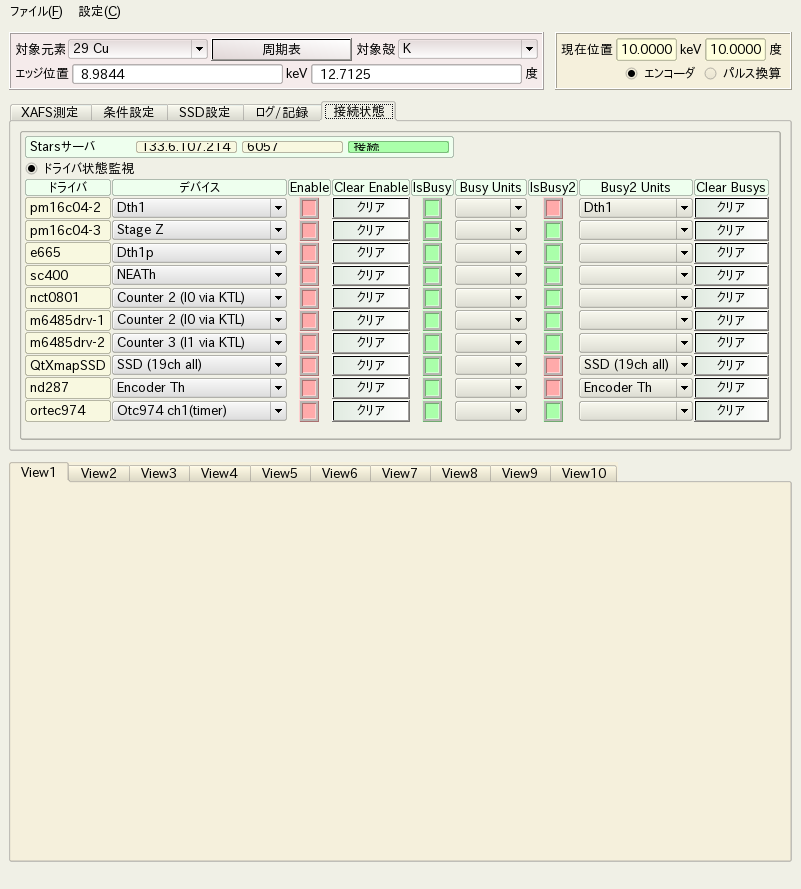 ファイル(F) 設定(C)
対象元素 29 Cu 周期表 対象殻 K
エッジ位置 8.9844 keV 12.7125 度
現在位置 10.0000 keV 10.0000 度
エンコーダ パルス換算
XAFS測定 条件設定 SSD設定 ログ/記録 接続状態
Starsサーバ 133.6.107.214 6057 接続
ドライバ状態監視
ドライバ デバイス Enable Clear Enable IsBusy Busy Units IsBusy2 Busy2 Units Clear Busys
pm16c04-2 Dth1 クリア Dth1 クリア
pm16c04-3 Stage Z クリア クリア
e665 Dth1p クリア クリア
sc400 NEATh クリア クリア
nct0801 Counter 2 (I0 via KTL) クリア クリア
m6485drv-1 Counter 2 (I0 via KTL) クリア クリア
m6485drv-2 Counter 3 (I1 via KTL) クリア クリア
QtXmapSSD SSD (19ch all) クリア SSD (19ch all) クリア
nd287 Encoder Th クリア Encoder Th クリア
ortec974 Otc974 ch1(timer) クリア クリア
View1 View2 View3 View4 View5 View6 View7 View8 View9 View10